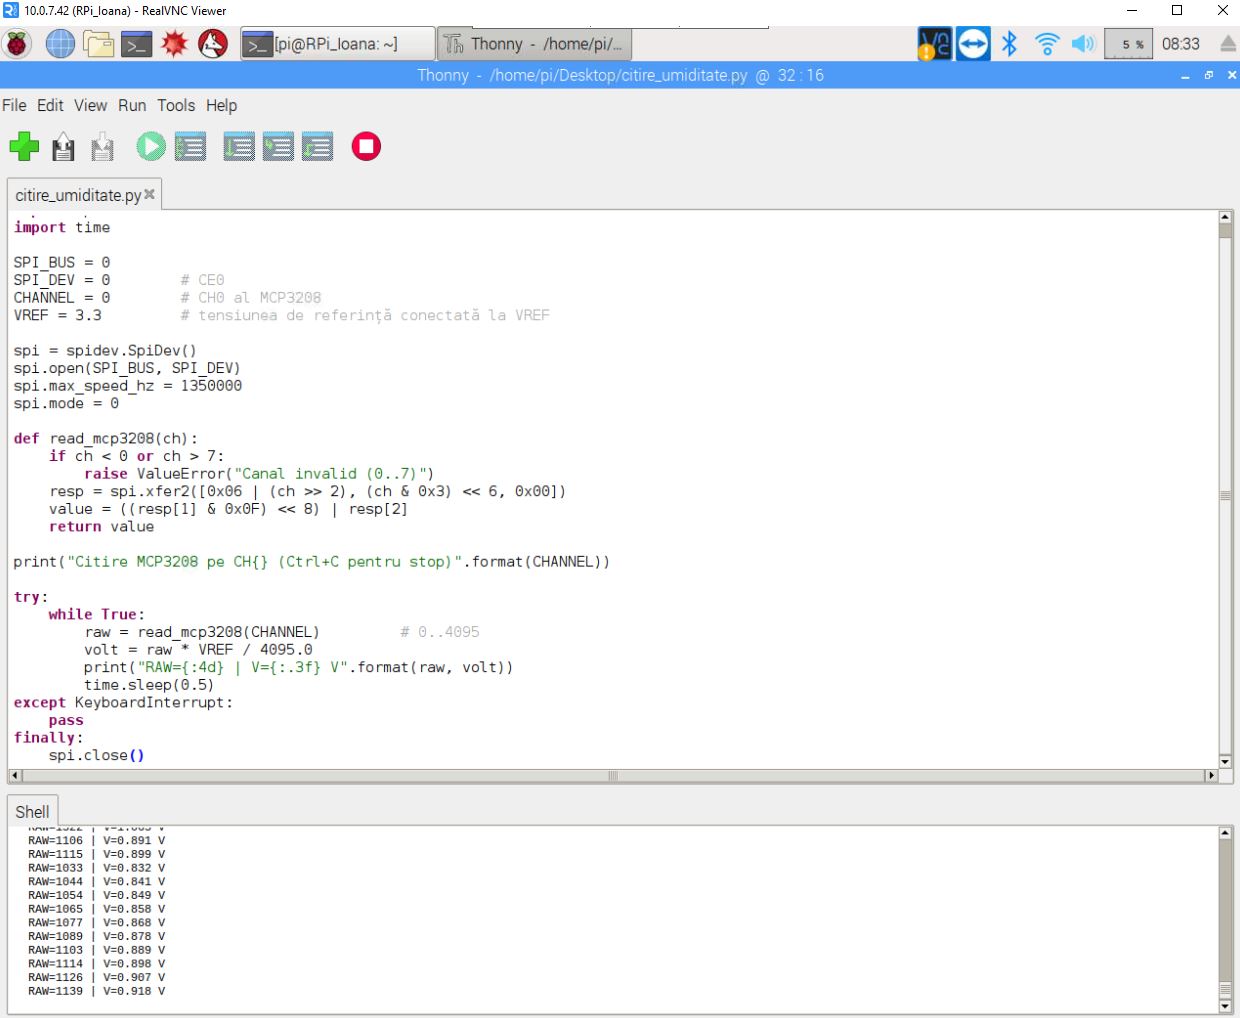 10.0.7.42 (RPi_Ioana) - RealVNC Viewer
[pi@RPi_Ioana: ~]
Thonny - /home/pi/...
5 %
08:33
Thonny - /home/pi/Desktop/citire_umiditate.py @ 32 : 16
File Edit View Run Tools Help
citire_umiditate.py
import time
SPI_BUS = 0
SPI_DEV = 0 # CE0
CHANNEL = 0 # CH0 al MCP3208
VREF = 3.3 # tensiunea de referință conectată la VREF
spi = spidev.SpiDev()
spi.open(SPI_BUS, SPI_DEV)
spi.max_speed_hz = 1350000
spi.mode = 0
def read_mcp3208(ch):
if ch < 0 or ch > 7:
raise ValueError("Canal invalid (0..7)")
resp = spi.xfer2([0x06 | (ch >> 2), (ch & 0x3) << 6, 0x00])
value = ((resp[1] & 0x0F) << 8) | resp[2]
return value
print("Citire MCP3208 pe CH{} (Ctrl+C pentru stop)".format(CHANNEL))
try:
while True:
raw = read_mcp3208(CHANNEL) # 0..4095
volt = raw * VREF / 4095.0
print("RAW={:4d} | V={:.3f} V".format(raw, volt))
time.sleep(0.5)
except KeyboardInterrupt:
pass
finally:
spi.close()
Shell
RAW=1106 | V=0.891 V
RAW=1115 | V=0.899 V
RAW=1033 | V=0.832 V
RAW=1044 | V=0.841 V
RAW=1054 | V=0.849 V
RAW=1065 | V=0.858 V
RAW=1077 | V=0.868 V
RAW=1089 | V=0.878 V
RAW=1103 | V=0.889 V
RAW=1114 | V=0.898 V
RAW=1126 | V=0.907 V
RAW=1139 | V=0.918 V